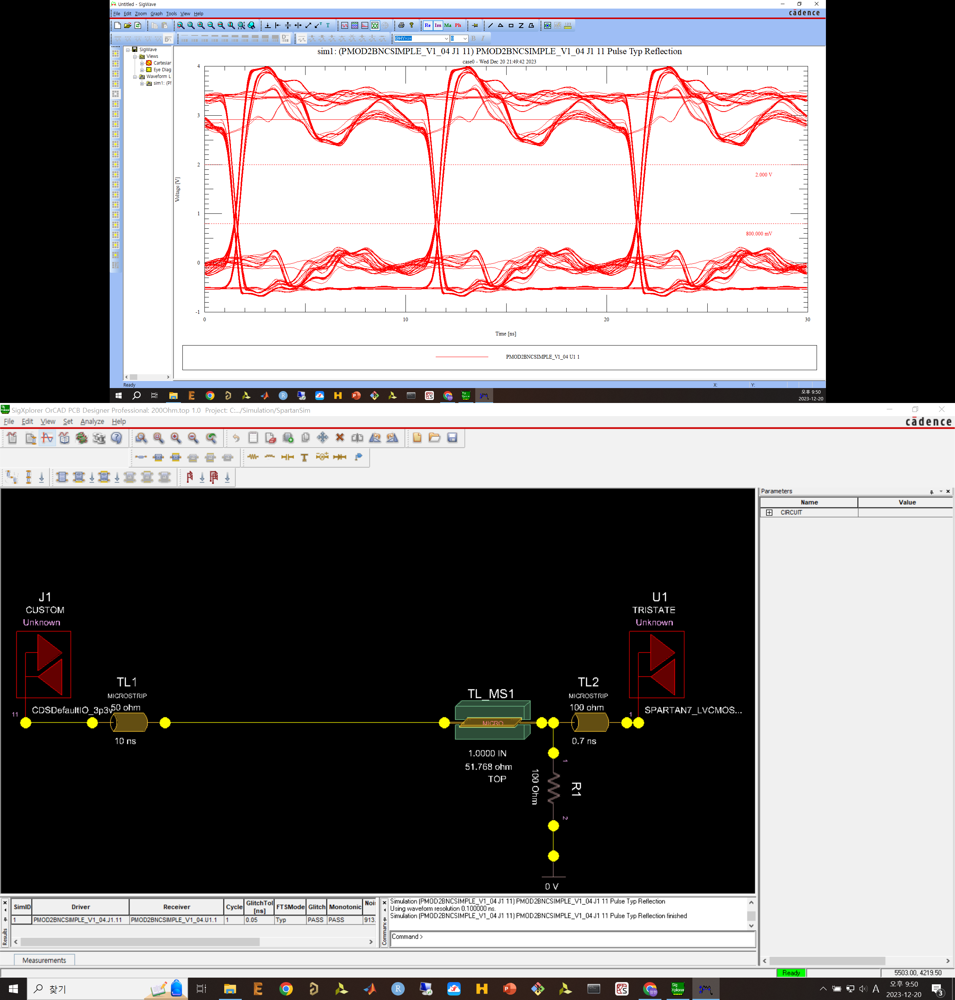 Untitled - SigWave
File Edit Zoom Graph Tools View Help
cādence
Re Im Ma Ph
SigWave
Views
Cartesian
Eye Diag
Waveform L
sim1: (PM
sim1: (PMOD2BNCSIMPLE_V1_04 J1 11) PMOD2BNCSIMPLE_V1_04 J1 11 Pulse Typ Reflection
case0 - Wed Dec 20 21:49:42 2023
4
3
2
1
0
-1
Voltage [V]
2.000 V
800.000 mV
0 10 20 30
Time [ns]
PMOD2BNCSIMPLE_V1_04 U1 1
Ready
X: Y:
오후 9:50
2023-12-20
SigXplorer OrCAD PCB Designer Professional: 200Ohm.top 1.0 Project: C:.../Simulation/SpartanSim
File Edit View Set Analyze Help
cādence
Parameters
Name Value
CIRCUIT
J1
CUSTOM
Unknown
11
CDSDefaultIO_3p3v
TL1
MICROSTRIP
50 ohm
10 ns
TL_MS1
MICRO
1.0000 IN
51.768 ohm
TOP
TL2
MICROSTRIP
100 ohm
0.7 ns
U1
TRISTATE
Unknown
1
SPARTAN7_LVCMOS...
1
100 Ohm
R1
2
0 V
SimID Driver Receiver Cycle GlitchTol [ns] FTSMode Glitch Monotonic Noi
1 PMOD2BNCSIMPLE_V1_04.J1.11 PMOD2BNCSIMPLE_V1_04.U1.1 1 0.05 Typ PASS PASS 913.
Results
Simulation (PMOD2BNCSIMPLE_V1_04 J1 11) PMOD2BNCSIMPLE_V1_04 J1 11 Pulse Typ Reflection
Using waveform resolution 0.100000 ns.
Simulation (PMOD2BNCSIMPLE_V1_04 J1 11) PMOD2BNCSIMPLE_V1_04 J1 11 Pulse Typ Reflection finished
Command >
Measurements
Ready
5503.00, 4219.50
찾기
A
오후 9:50
2023-12-20
3